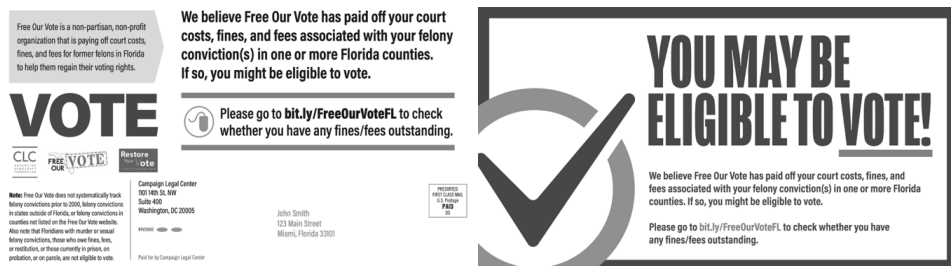 Free Our Vote is a non-partisan, non-profit
organization that is paying off court costs,
fines, and fees for former felons in Florida
to help them regain their voting rights.
We believe Free Our Vote has paid off your court
costs, fines, and fees associated with your felony
conviction(s) in one or more Florida counties.
If so, you might be eligible to vote.
VOTE
Please go to bit.ly/FreeOurVoteFL to check
whether you have any fines/fees outstanding.
CLC
FREE
OUR
VOTE
Restore
Your Vote
Note: Free Our Vote does not systematically track
felony convictions prior to 2000, felony convictions
in states outside of Florida, or felony convictions in
counties not listed on the Free Our Vote website.
Also note that Floridians with murder or sexual
felony convictions, those who owe fines, fees,
or restitution, or those currently in prison, on
probation, or on parole, are not eligible to vote.
Campaign Legal Center
1101 14th St. NW
Suite 400
Washington, DC 20005
Paid for by Campaign Legal Center
John Smith
123 Main Street
Miami, Florida 33101
PRESORTED
FIRST CLASS MAIL
U.S. Postage
PAID
YOU MAY BE
ELIGIBLE TO VOTE!
We believe Free Our Vote has paid off your court costs, fines, and
fees associated with your felony conviction(s) in one or more Florida
counties. If so, you might be eligible to vote.
Please go to bit.ly/FreeOurVoteFL to check whether you have
any fines/fees outstanding.